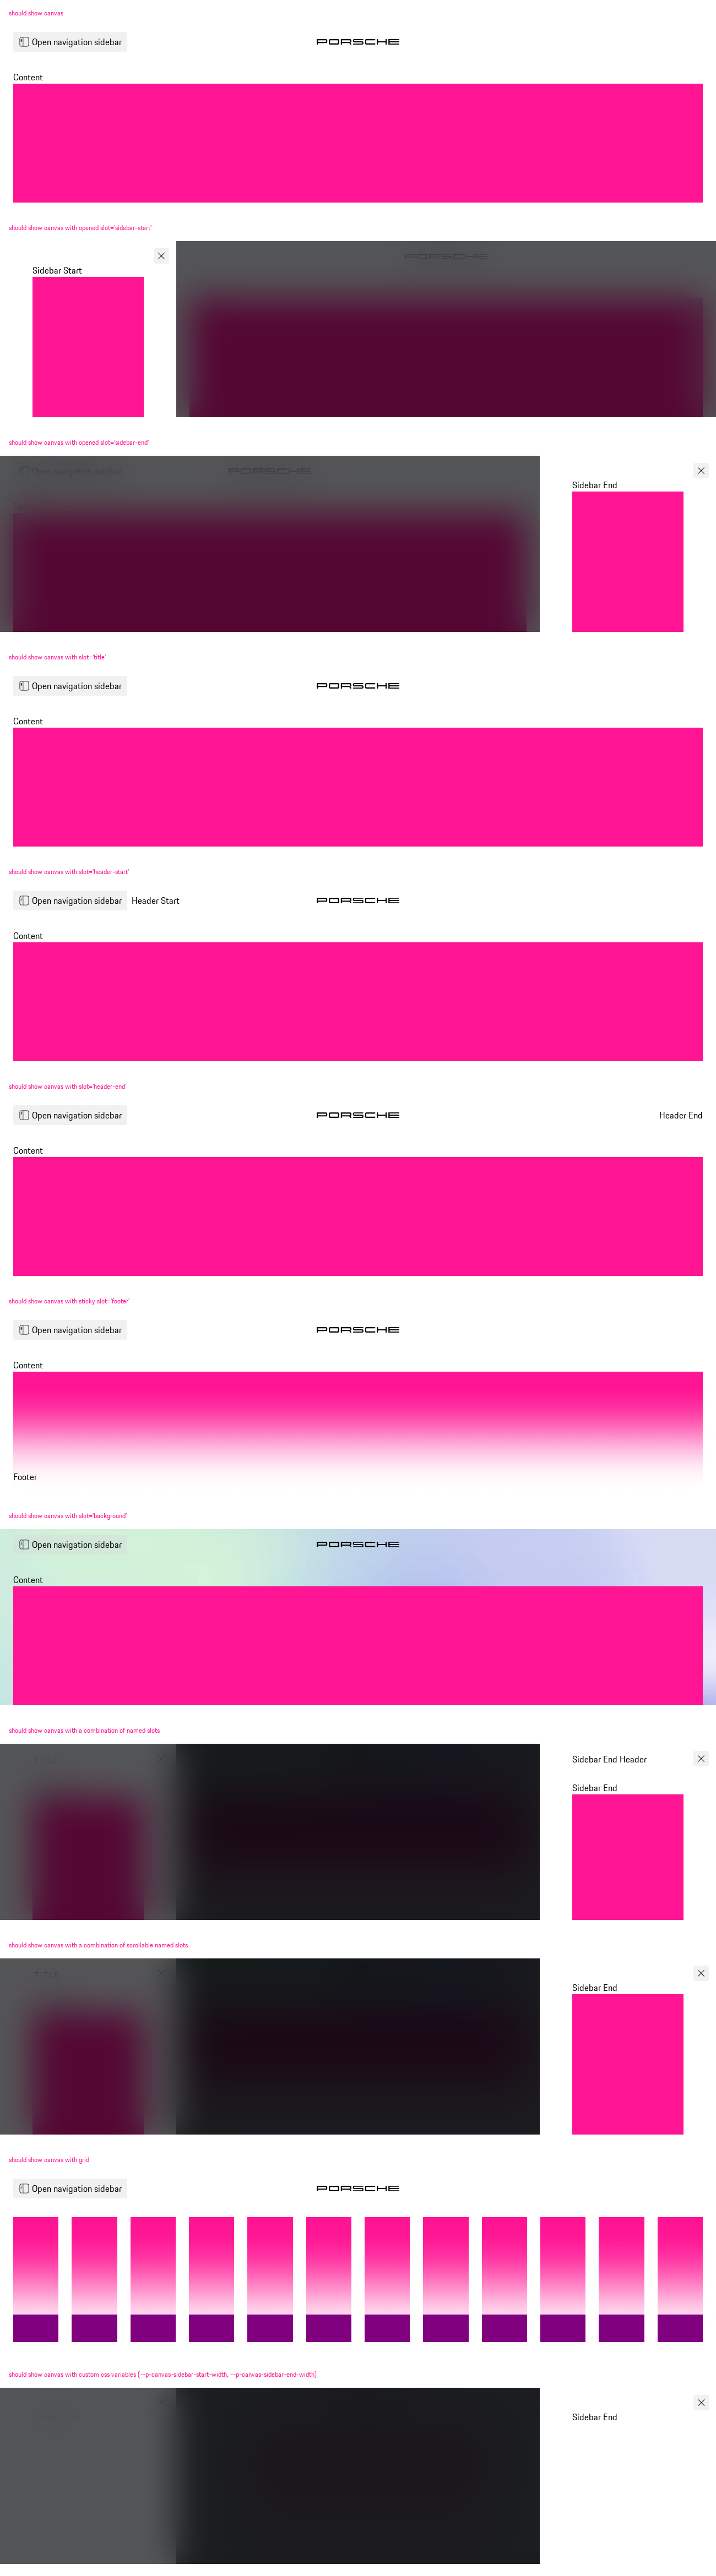 should show canvas
Open navigation sidebar
PORSCHE
Content
should show canvas with opened slot='sidebar-start'
PORSCHE
Sidebar Start
should show canvas with opened slot='sidebar-end'
Open navigation sidebar
PORSCHE
Sidebar End
should show canvas with slot='title'
Open navigation sidebar
PORSCHE
Content
should show canvas with slot='header-start'
Open navigation sidebar
Header Start
PORSCHE
Content
should show canvas with slot='header-end'
Open navigation sidebar
PORSCHE
Header End
Content
should show canvas with sticky slot='footer'
Open navigation sidebar
PORSCHE
Content
Footer
should show canvas with slot='background'
Open navigation sidebar
PORSCHE
Content
should show canvas with a combination of named slots
TITLE
Sidebar End Header
Sidebar End
should show canvas with a combination of scrollable named slots
TITLE
Sidebar End
should show canvas with grid
Open navigation sidebar
PORSCHE
should show canvas with custom css variables (--p-canvas-sidebar-start-width, --p-canvas-sidebar-end-width)
Sidebar End